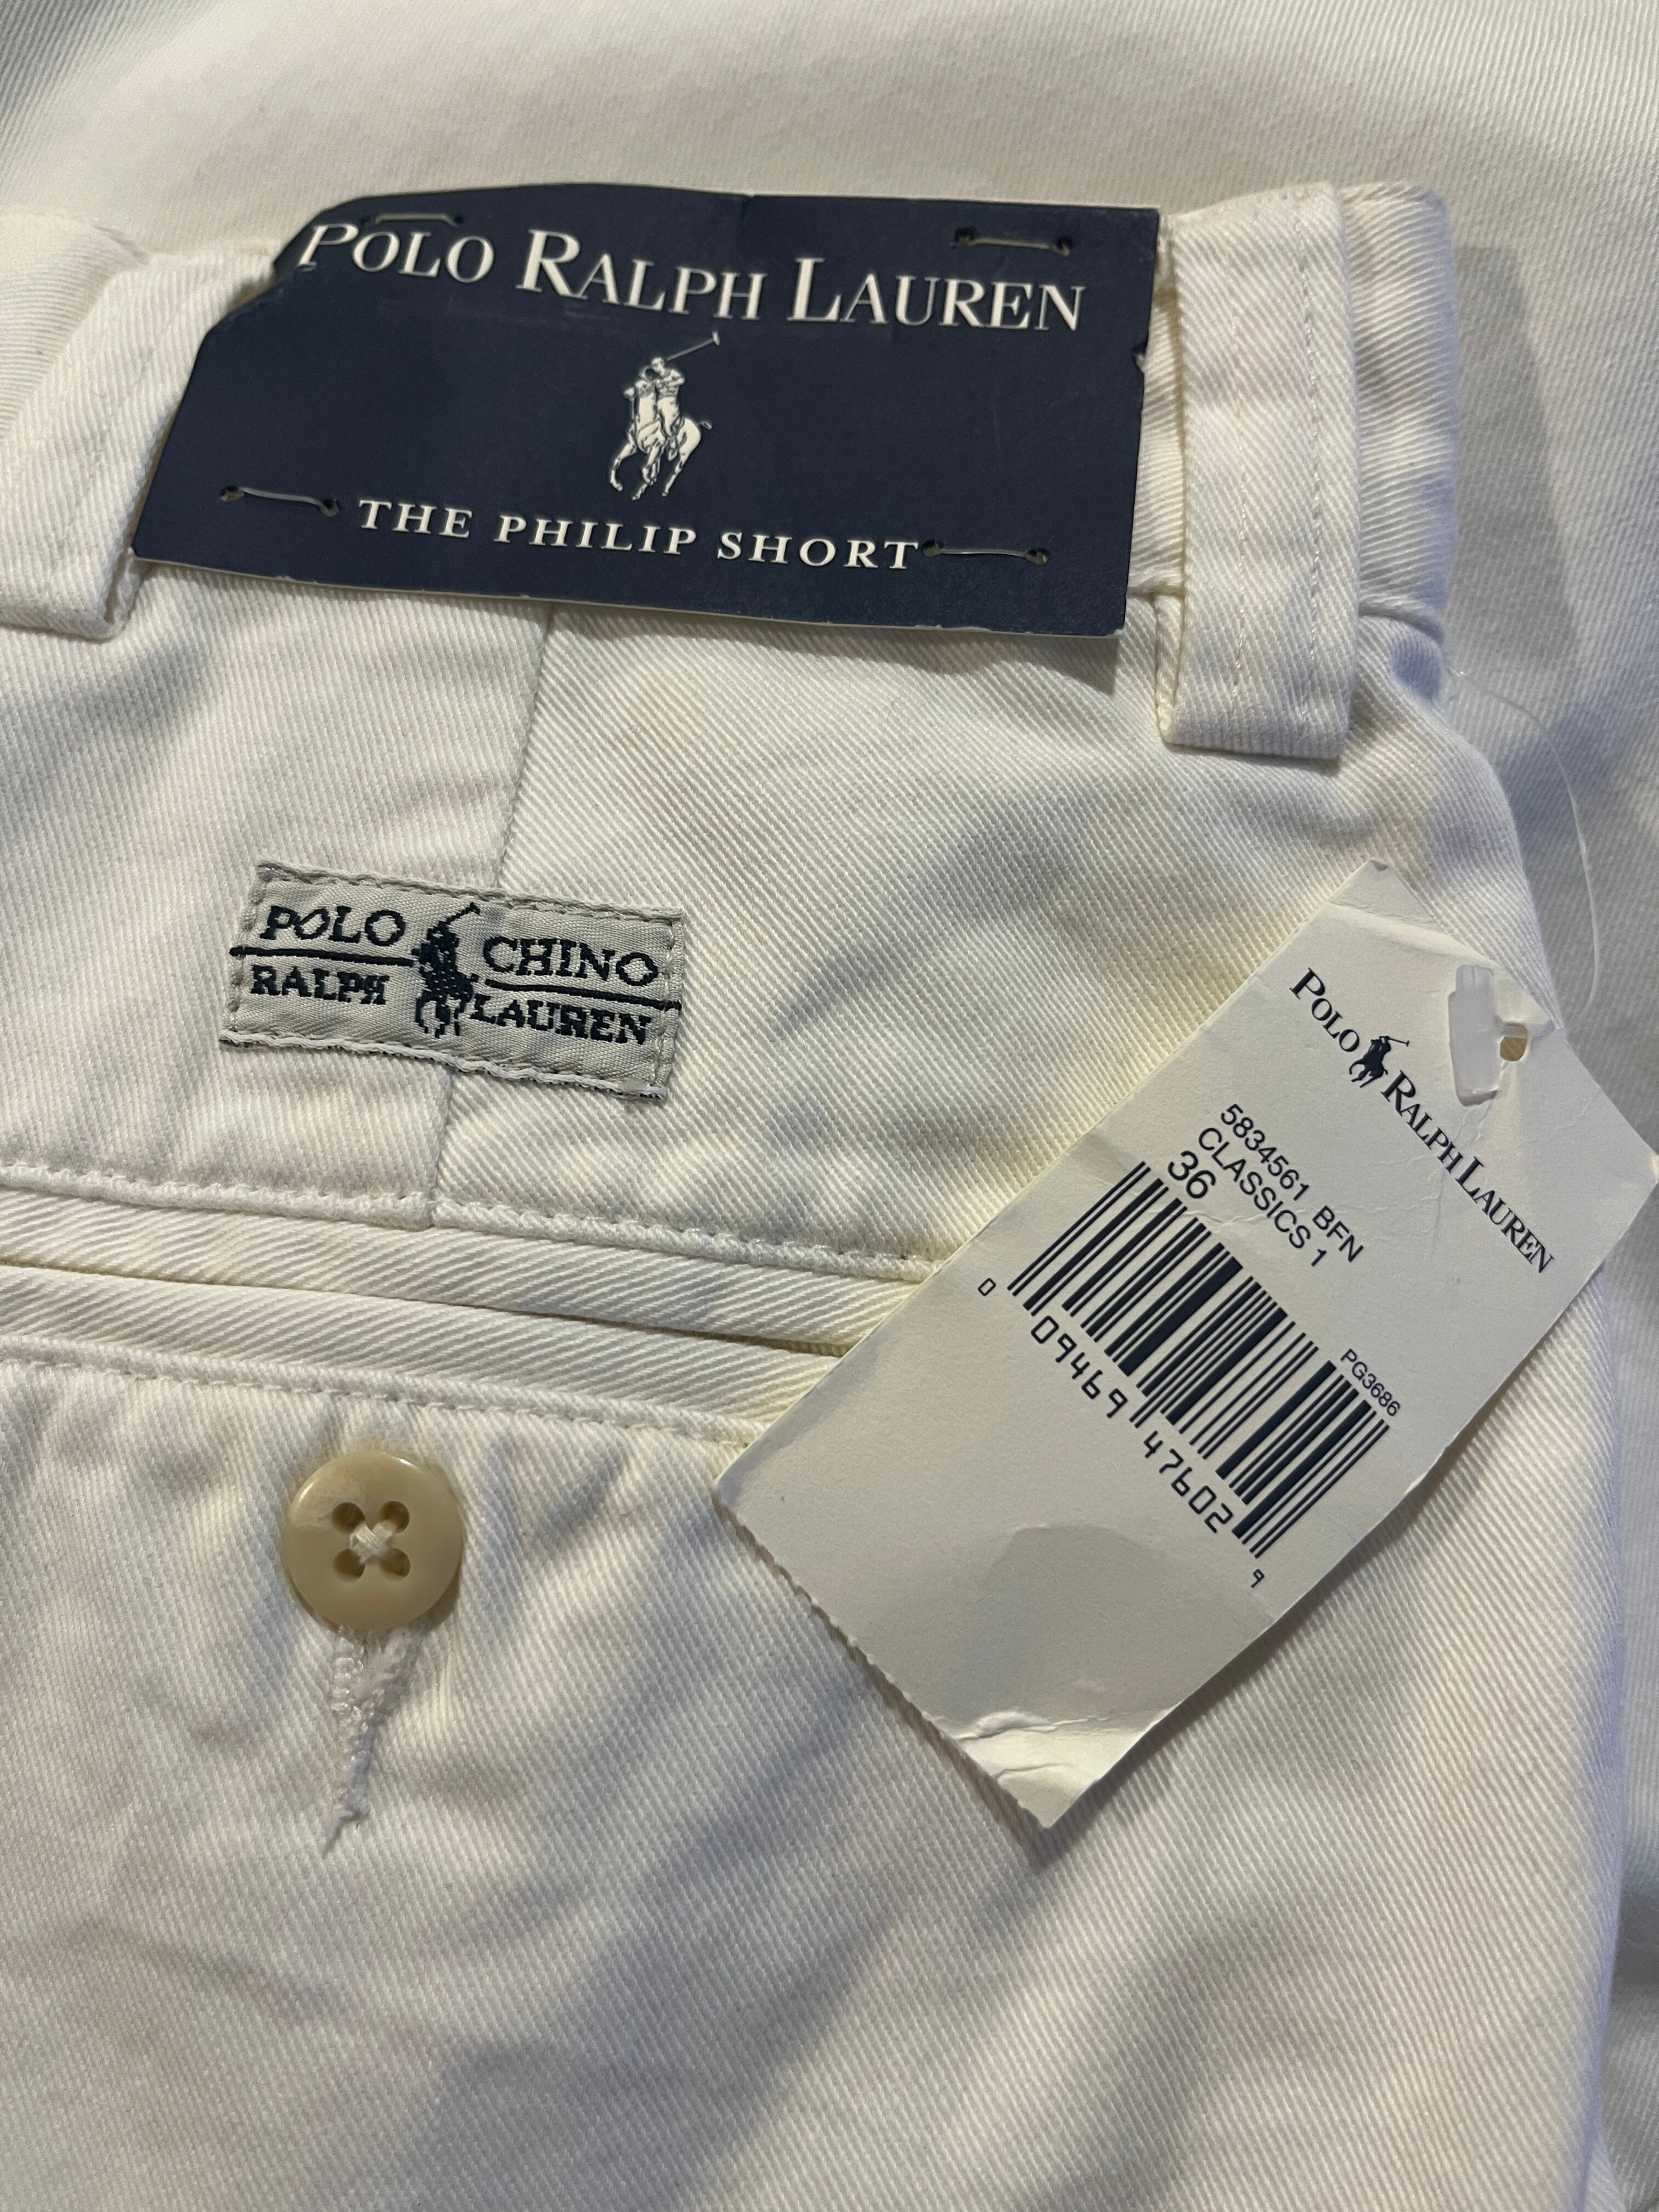 POLO RALPH LAUREN
THE PHILIP SHORT
POLO CHINO
RALPH LAUREN
POLO RALPH LAUREN
5834561 BFN
CLASSICS 1
36
PG3686
0 09469 47602 9